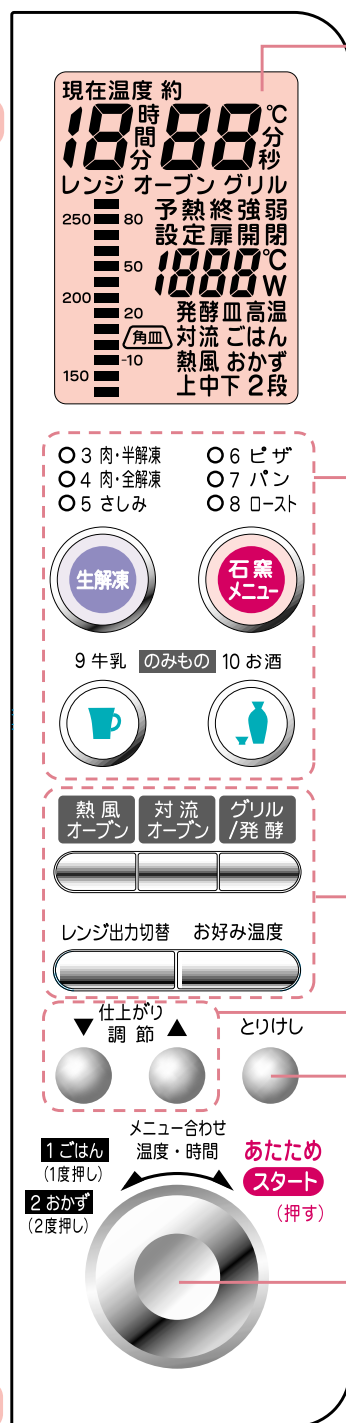 現在温度 約
18時間分88℃分秒
レンジ オーブン グリル
250 80 予熱終強弱
設定扉開閉
50 1888℃W
200
20 発酵皿高温
角皿 対流 ごはん
-10 熱風 おかず
150 上中下 2段
3 肉・半解凍 6 ピザ
4 肉・全解凍 7 パン
5 さしみ 8 ロースト
生解凍 石窯メニュー
9 牛乳 のみもの 10 お酒
熱風 対流 グリル
オーブン オーブン /発酵
レンジ出力切替 お好み温度
▼ 仕上がり ▲ とりけし
調節
メニュー合わせ
1 ごはん 温度・時間 あたため
(1度押し) スタート
2 おかず (押す)
(2度押し)